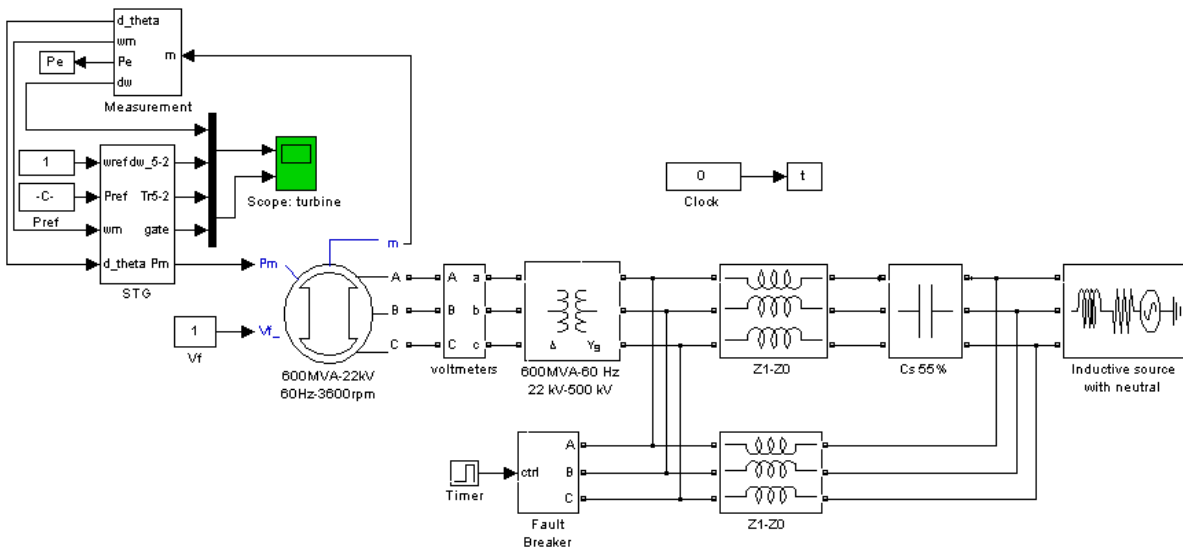 d_theta
wm
Pe
dw
m
Pe
Measurement
1
wref
dw_5-2
-C-
Pref
Pref
Tr5-2
wm
gate
d_theta
Pm
STG
Scope: turbine
0
Clock
t
m
Pm
1
Vf
Vf_
A
B
C
600MVA-22kV
60Hz-3600rpm
A
a
B
b
C
c
voltmeters
Δ
Yg
600MVA-60 Hz
22 kV-500 kV
Z1-Z0
Cs 55%
Inductive source
with neutral
Timer
ctrl
A
B
C
Fault
Breaker
Z1-Z0